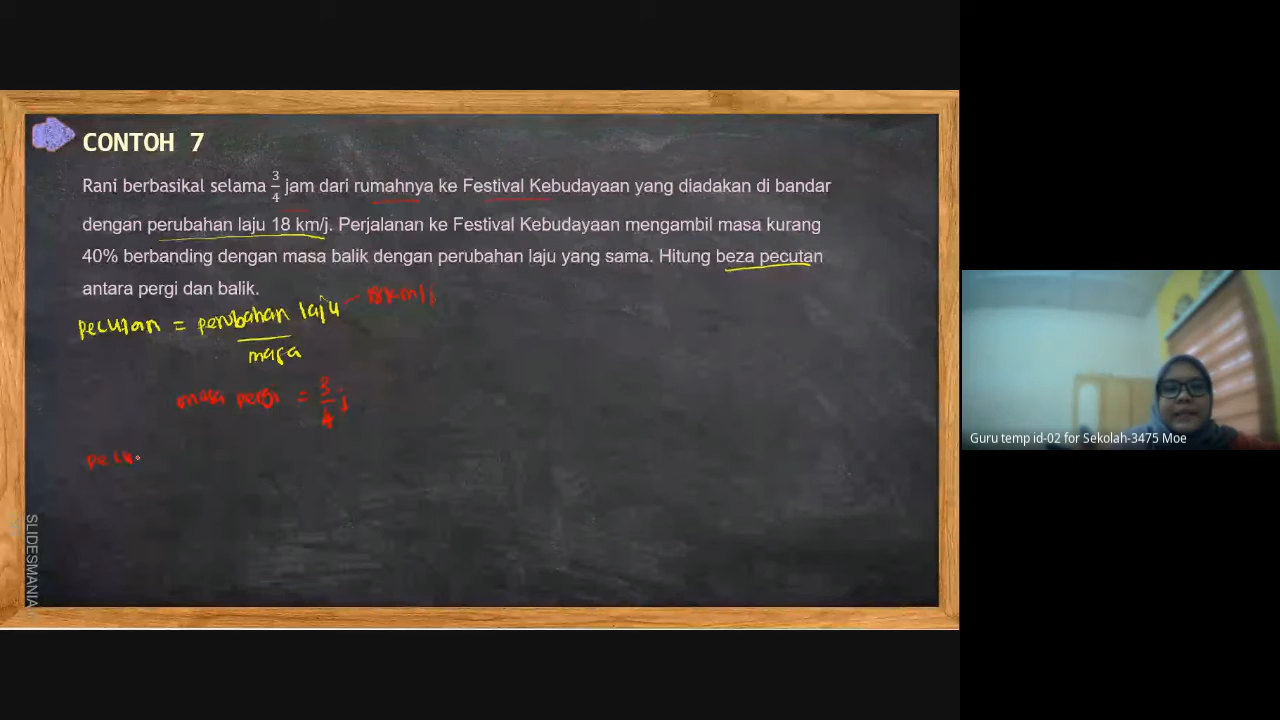 CONTOH 7
Rani berbasikal selama 3/4 jam dari rumahnya ke Festival Kebudayaan yang diadakan di bandar
dengan perubahan laju 18 km/j. Perjalanan ke Festival Kebudayaan mengambil masa kurang
40% berbanding dengan masa balik dengan perubahan laju yang sama. Hitung beza pecutan
antara pergi dan balik.
pecutan = perubahan laju
masa
18km/j
masa pergi = 3/4 j
pecu
SLIDESMANIA
Guru temp id-02 for Sekolah-3475 Moe